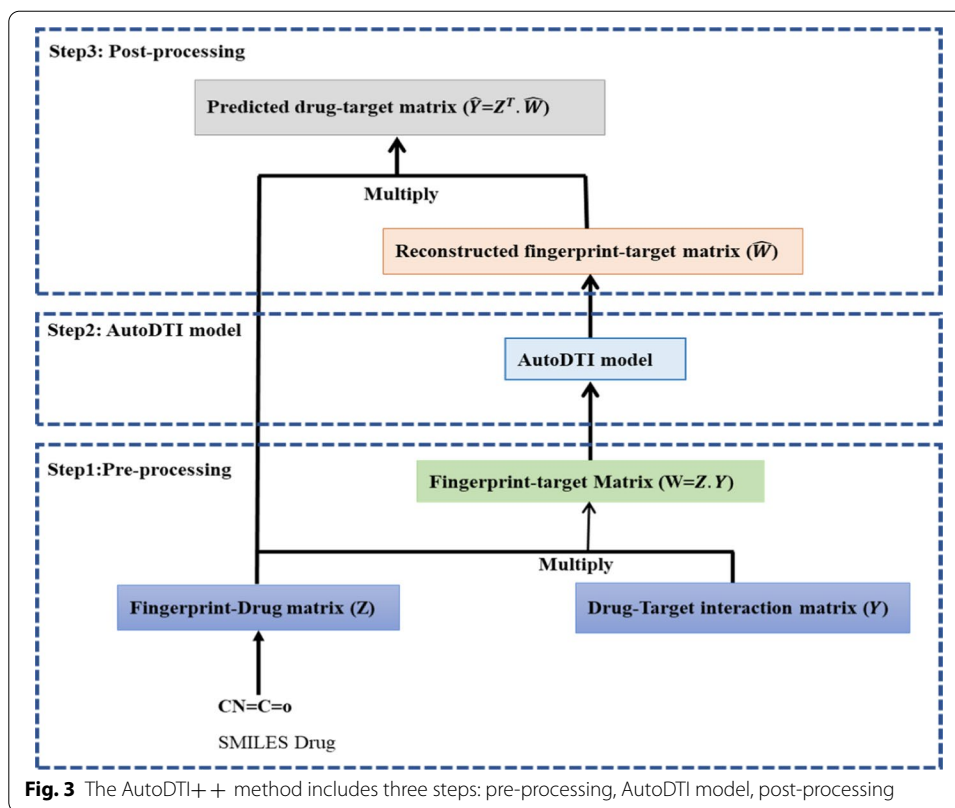 Step3: Post-processing
Predicted drug-target matrix (Ŷ=Zᵀ. Ŵ)
Multiply
Reconstructed fingerprint-target matrix (Ŵ)
Step2: AutoDTI model
AutoDTI model
Step1:Pre-processing
Fingerprint-target Matrix (W=Z.Y)
Multiply
Fingerprint-Drug matrix (Z)
Drug-Target interaction matrix (Y)
CN=C=o
SMILES Drug
Fig. 3 The AutoDTI++ method includes three steps: pre-processing, AutoDTI model, post-processing